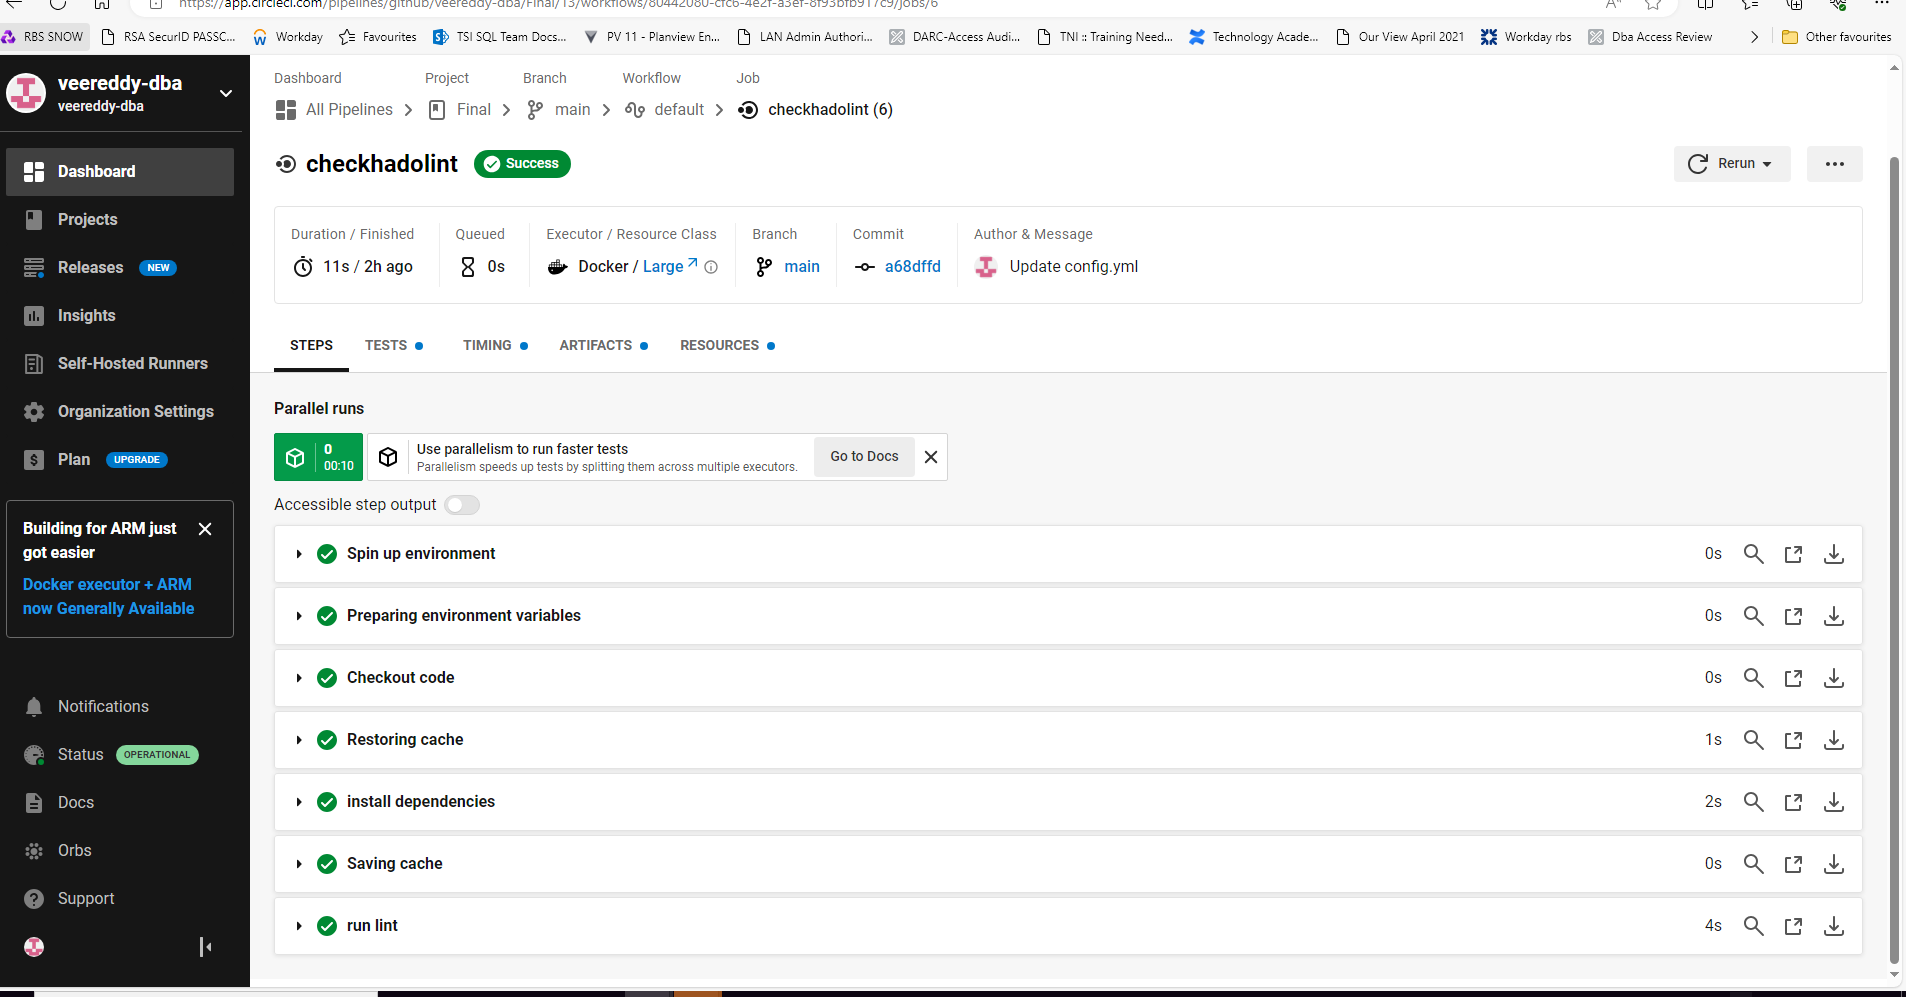 https://app.circleci.com/pipelines/github/veereddy-dba/Final/13/workflows/80442080-cfc6-4e2f-a3ef-8f93bfb917c9/jobs/6
RBS SNOW
RSA SecurID PASSC...
Workday
Favourites
TSI SQL Team Docs...
PV 11 - Planview En...
LAN Admin Authori...
DARC-Access Audi...
TNI :: Training Need...
Technology Acade...
Our View April 2021
Workday rbs
Dba Access Review
Other favourites
veereddy-dba
veereddy-dba
Dashboard
Projects
Releases NEW
Insights
Self-Hosted Runners
Organization Settings
Plan UPGRADE
Building for ARM just
got easier
Docker executor + ARM
now Generally Available
Notifications
Status OPERATIONAL
Docs
Orbs
Support
Dashboard Project Branch Workflow Job
All Pipelines Final main default checkhadolint (6)
checkhadolint Success
Rerun
Duration / Finished Queued Executor / Resource Class Branch Commit Author & Message
11s / 2h ago 0s Docker / Large main a68dffd Update config.yml
STEPS TESTS TIMING ARTIFACTS RESOURCES
Parallel runs
0
00:10
Use parallelism to run faster tests
Parallelism speeds up tests by splitting them across multiple executors.
Go to Docs
Accessible step output
Spin up environment 0s
Preparing environment variables 0s
Checkout code 0s
Restoring cache 1s
install dependencies 2s
Saving cache 0s
run lint 4s